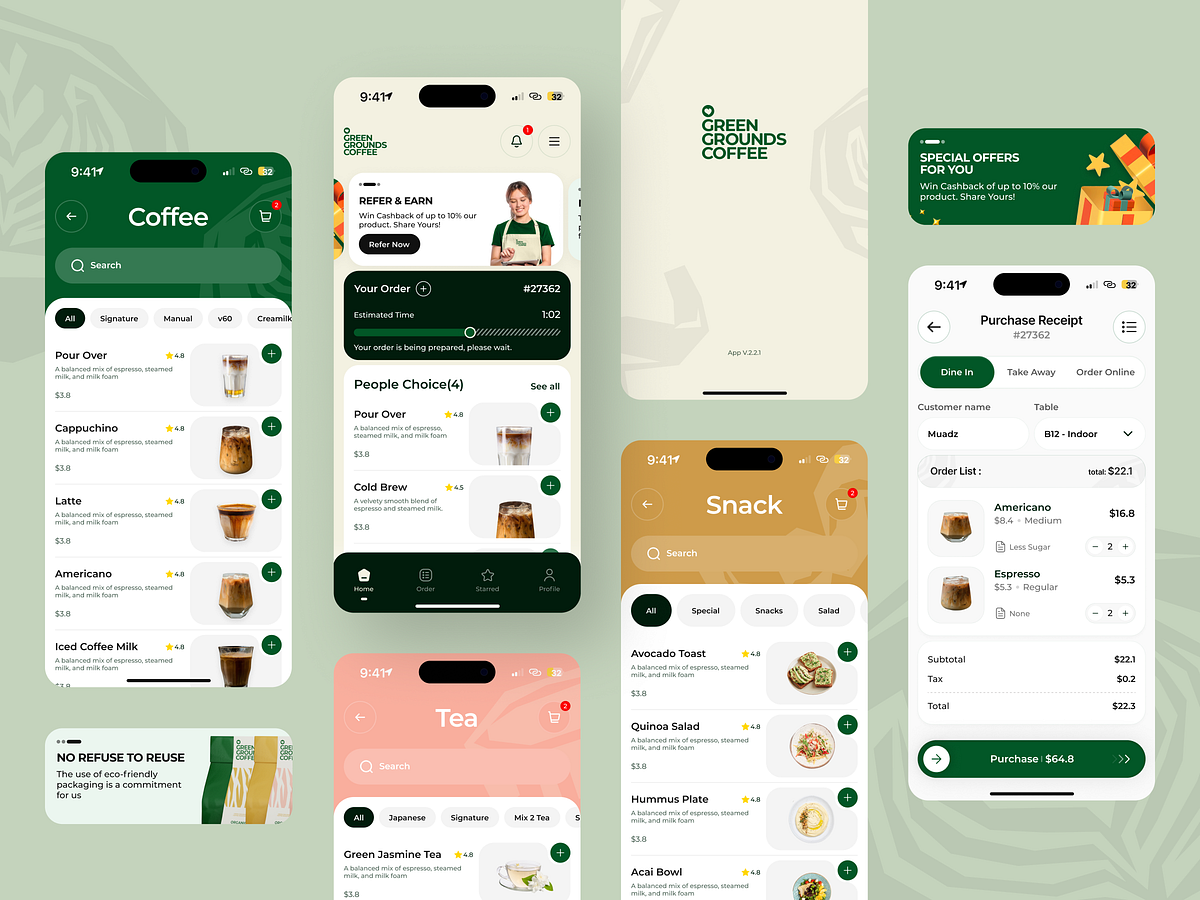 9:41
32
Coffee
2
Search
All
Signature
Manual
v60
Creamilk
Pour Over
4.8
A balanced mix of espresso, steamed
milk, and milk foam
$3.8
Cappuchino
4.8
A balanced mix of espresso, steamed
milk, and milk foam
$3.8
Latte
4.8
A balanced mix of espresso, steamed
milk, and milk foam
$3.8
Americano
4.8
A balanced mix of espresso, steamed
milk, and milk foam
$3.8
Iced Coffee Milk
4.8
A balanced mix of espresso, steamed
milk, and milk foam
$3.8
NO REFUSE TO REUSE
The use of eco-friendly
packaging is a commitment
for us
9:41
32
GREEN
GROUNDS
COFFEE
1
REFER & EARN
Win Cashback of up to 10% our
product. Share Yours!
Refer Now
Your Order
#27362
Estimated Time
1:02
Your order is being prepared, please wait.
People Choice(4)
See all
Pour Over
4.8
A balanced mix of espresso,
steamed milk, and milk foam
$3.8
Cold Brew
4.5
A velvety smooth blend of
espresso and steamed milk.
$3.8
Home
Order
Starred
Profile
9:41
32
Tea
2
Search
All
Japanese
Signature
Mix 2 Tea
S
Green Jasmine Tea
4.8
A balanced mix of espresso, steamed
milk, and milk foam
$3.8
GREEN
GROUNDS
COFFEE
App V.2.2.1
9:41
32
Snack
2
Search
All
Special
Snacks
Salad
Avocado Toast
4.8
A balanced mix of espresso, steamed
milk, and milk foam
$3.8
Quinoa Salad
4.8
A balanced mix of espresso, steamed
milk, and milk foam
$3.8
Hummus Plate
4.8
A balanced mix of espresso, steamed
milk, and milk foam
$3.8
Acai Bowl
4.8
A balanced mix of espresso, steamed
milk, and milk foam
SPECIAL OFFERS
FOR YOU
Win Cashback of up to 10% our
product. Share Yours!
9:41
32
Purchase Receipt
#27362
Dine In
Take Away
Order Online
Customer name
Table
Muadz
B12 - Indoor
Order List :
total: $22.1
Americano
$8.4 Medium
$16.8
Less Sugar
− 2 +
Espresso
$5.3 Regular
$5.3
None
− 2 +
Subtotal
$22.1
Tax
$0.2
Total
$22.3
Purchase | $64.8